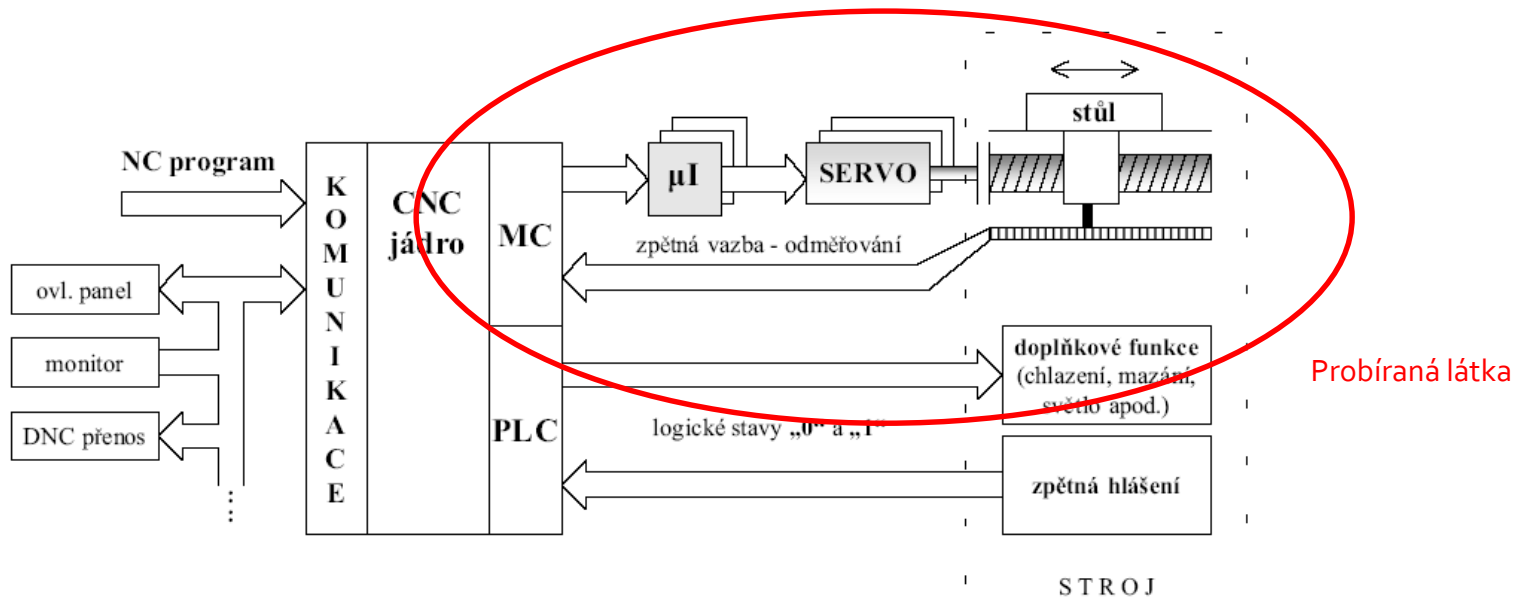 NC program
ovl. panel
monitor
DNC přenos
KOMUNIKACE
CNC
jádro
MC
PLC
µI
SERVO
stůl
zpětná vazba - odměřování
doplňkové funkce
(chlazení, mazání,
světlo apod.)
logické stavy „0“ a „1“
zpětná hlášení
STROJ
Probíraná látka